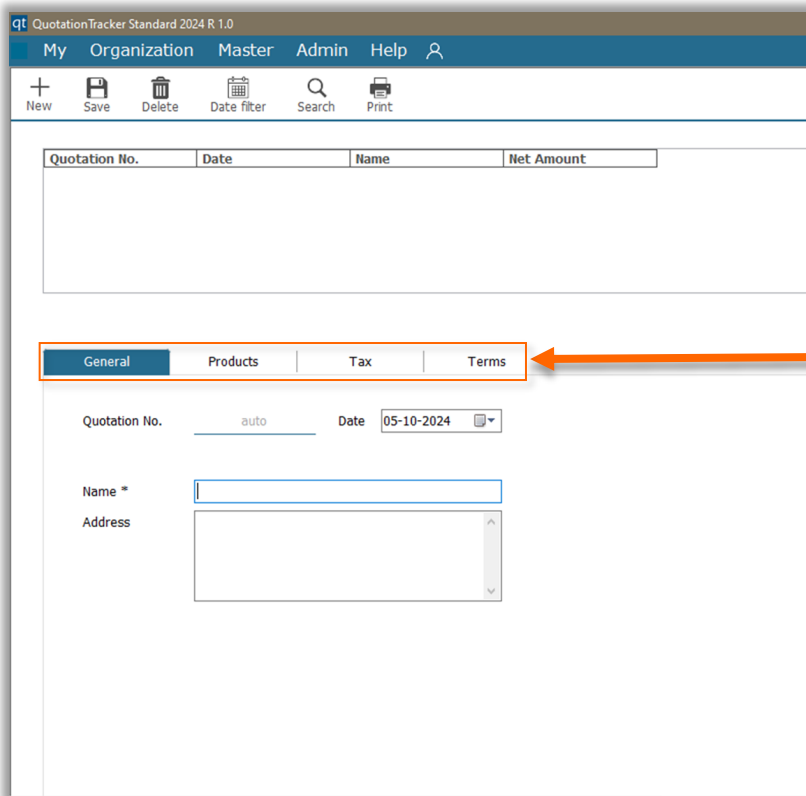 qt QuotationTracker Standard 2024 R 1.0
My Organization Master Admin Help
New Save Delete Date filter Search Print
Quotation No. Date Name Net Amount
General Products Tax Terms
Quotation No. auto Date 05-10-2024
Name *
Address